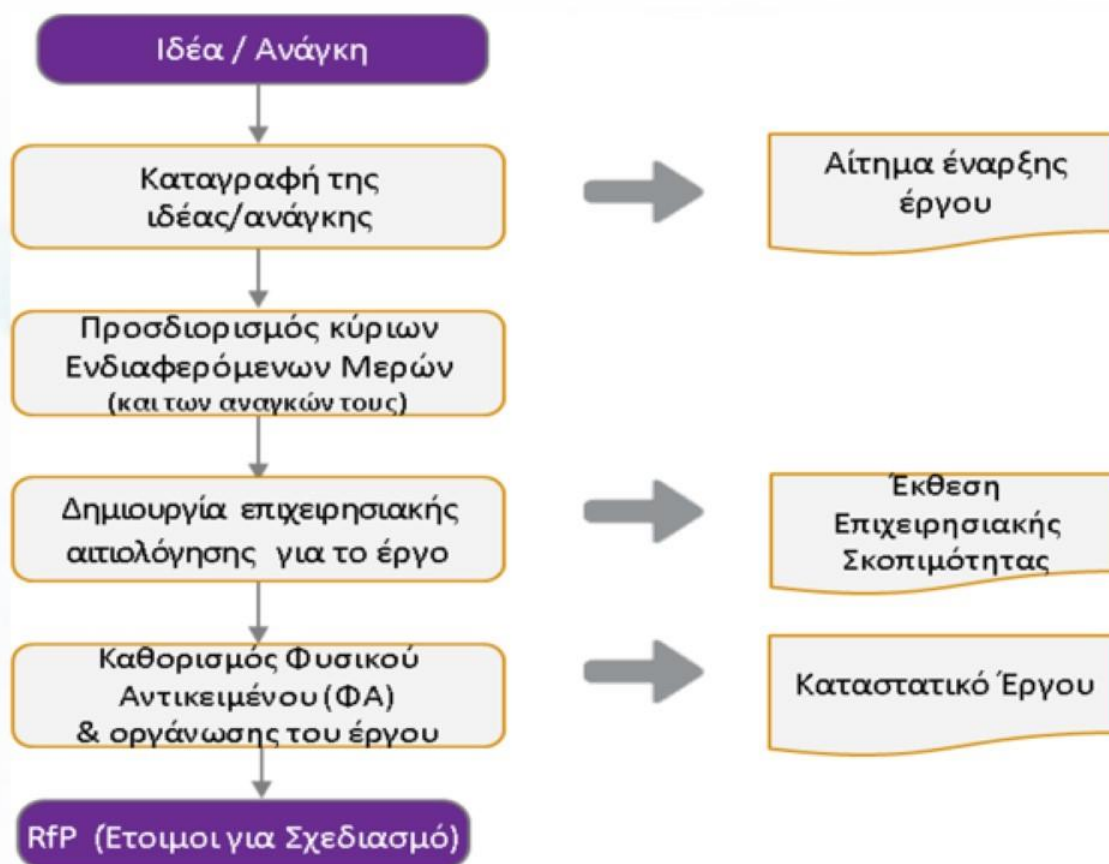 Ιδέα / Ανάγκη
Καταγραφή της
ιδέας/ανάγκης
Αίτημα έναρξης
έργου
Προσδιορισμός κύριων
Ενδιαφερόμενων Μερών
(και των αναγκών τους)
Δημιουργία επιχειρησιακής
αιτιολόγησης για το έργο
Έκθεση
Επιχειρησιακής
Σκοπιμότητας
Καθορισμός Φυσικού
Αντικειμένου (ΦΑ)
& οργάνωσης του έργου
Καταστατικό Έργου
RfP (Έτοιμοι για Σχεδιασμό)